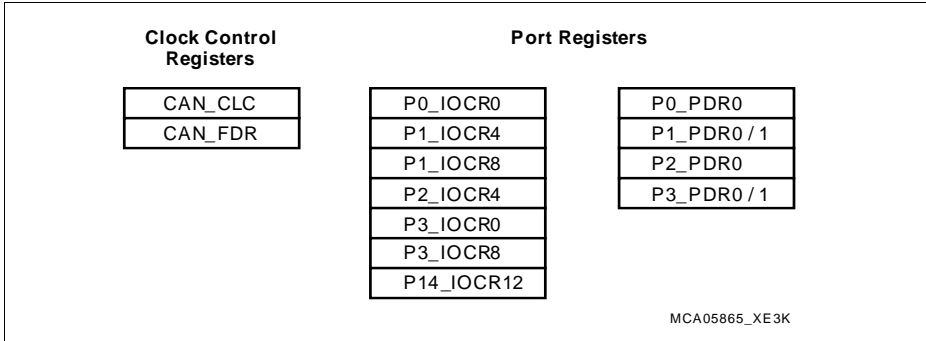 Clock Control
Registers
CAN_CLC
CAN_FDR
Port Registers
P0_IOCR0
P1_IOCR4
P1_IOCR8
P2_IOCR4
P3_IOCR0
P3_IOCR8
P14_IOCR12
P0_PDR0
P1_PDR0 / 1
P2_PDR0
P3_PDR0 / 1
MCA05865_XE3K